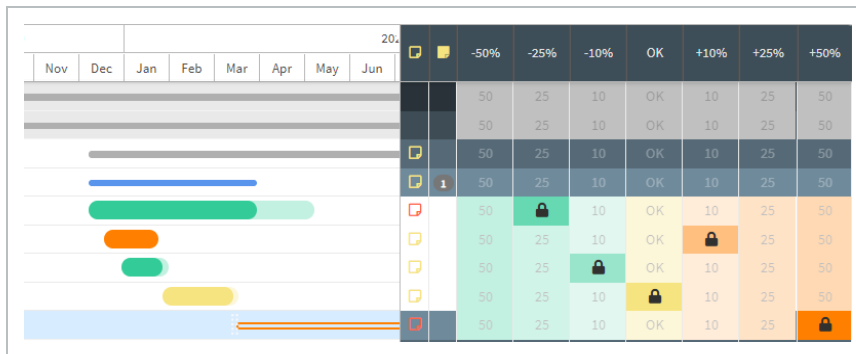 20..
-50% -25% -10% OK +10% +25% +50%
Nov Dec Jan Feb Mar Apr May Jun
50 25 10 OK 10 25 50
50 25 10 OK 10 25 50
50 25 10 OK 10 25 50
1 50 25 10 OK 10 25 50
50 10 OK 10 25 50
50 25 10 OK 25 50
50 25 OK 10 25 50
50 25 10 10 25 50
50 25 10 OK 10 25